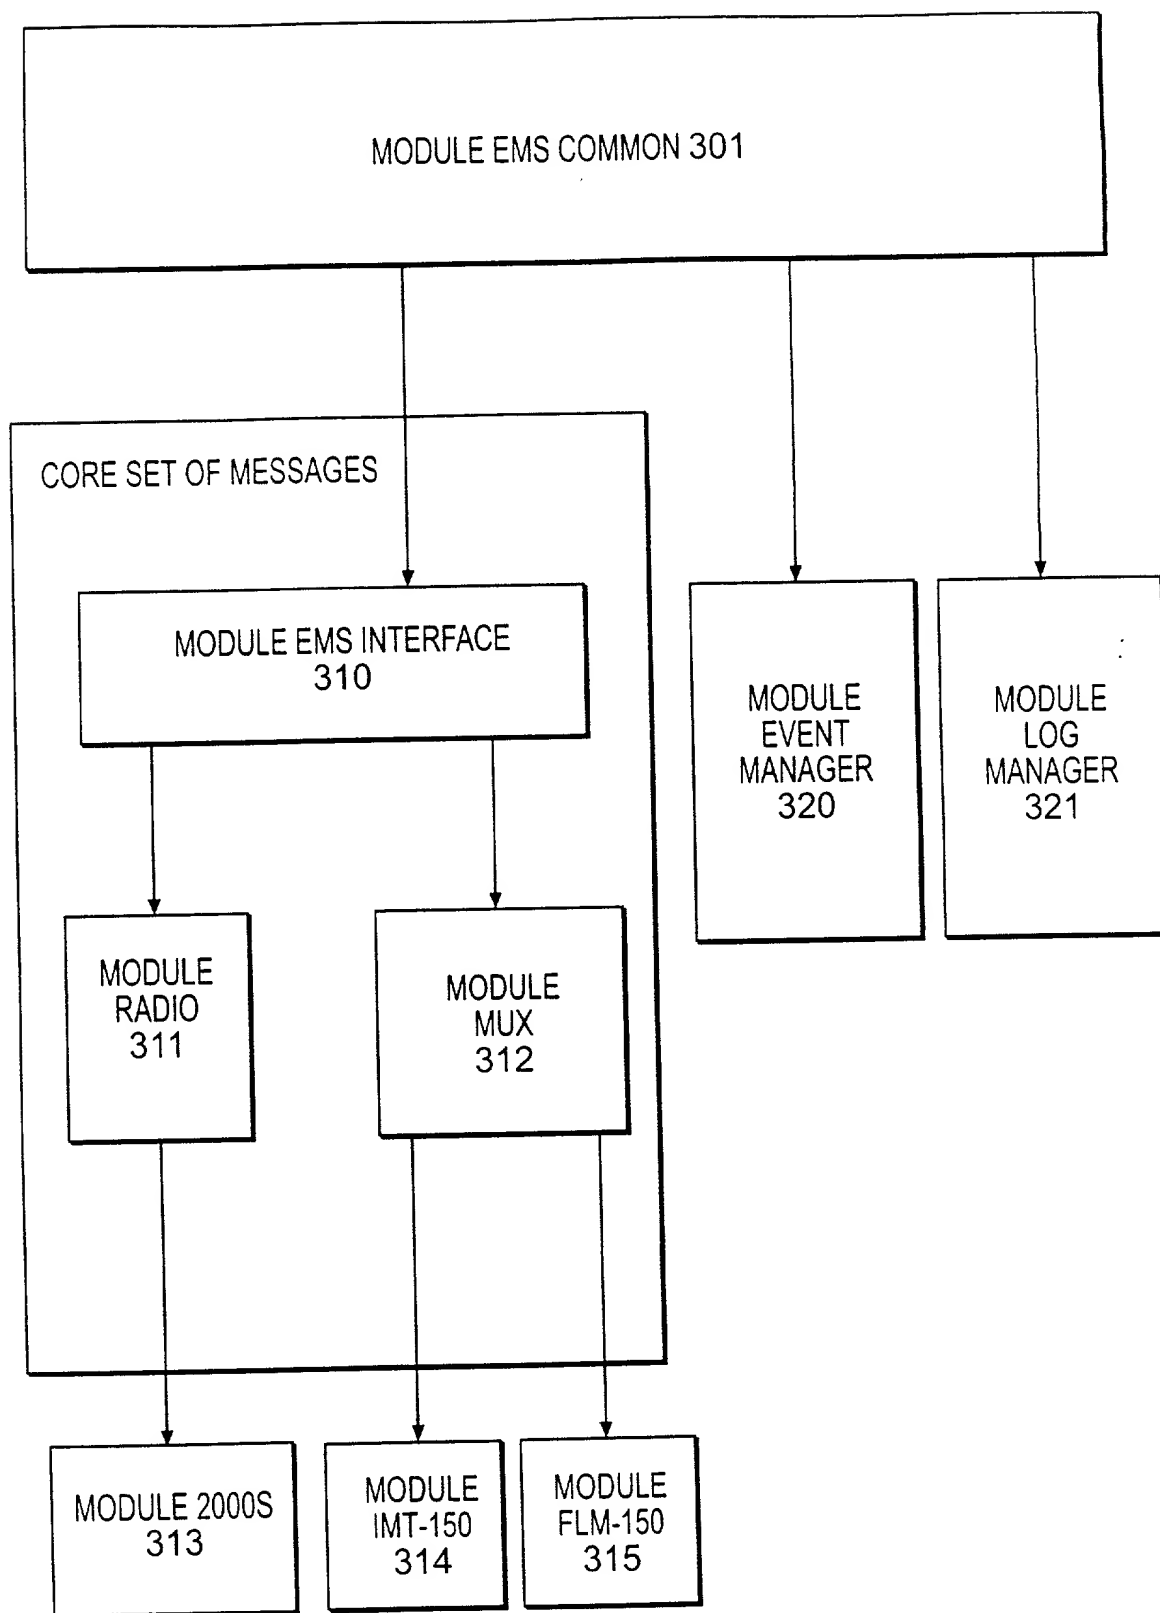 MODULE EMS COMMON 301
CORE SET OF MESSAGES
MODULE EMS INTERFACE
310
MODULE
EVENT
MANAGER
320
MODULE
LOG
MANAGER
321
MODULE
RADIO
311
MODULE
MUX
312
MODULE 2000S
313
MODULE
IMT-150
314
MODULE
FLM-150
315